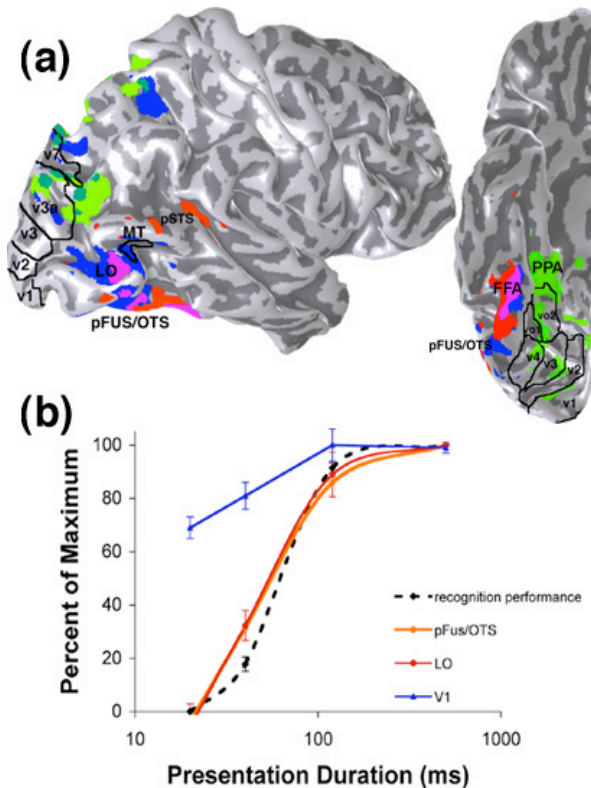 (a)
v7
v3a
v3
v2
v1
MT
pSTS
LO
pFUS/OTS
PPA
FFA
vo2
vo1
pFUS/OTS
v4
v3
v2
v1
(b)
100
80
60
40
20
0
Percent of Maximum
recognition performance
pFus/OTS
LO
V1
10
100
1000
Presentation Duration (ms)